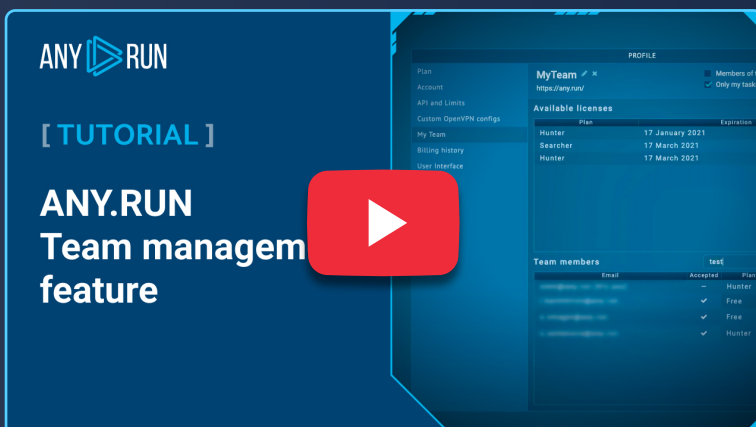 ANY RUN
[ TUTORIAL ]
ANY.RUN
Team managem
feature
PROFILE
Plan
Account
API and Limits
Custom OpenVPN configs
My Team
Billing history
User Interface
MyTeam
https://any.run/
Members of
Only my task
Available licenses
Plan Expiration
Hunter 17 January 2021
Searcher 17 March 2021
Hunter 17 March 2021
Team members test
Email Accepted Plan
Hunter
Free
Free
Hunter